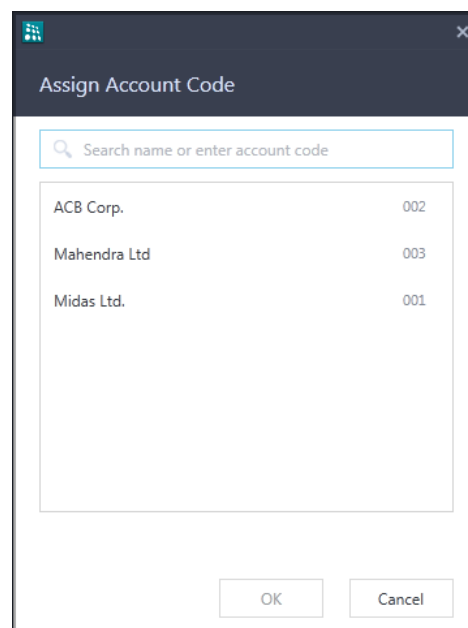 Assign Account Code
Search name or enter account code
ACB Corp. 002
Mahendra Ltd 003
Midas Ltd. 001
OK Cancel